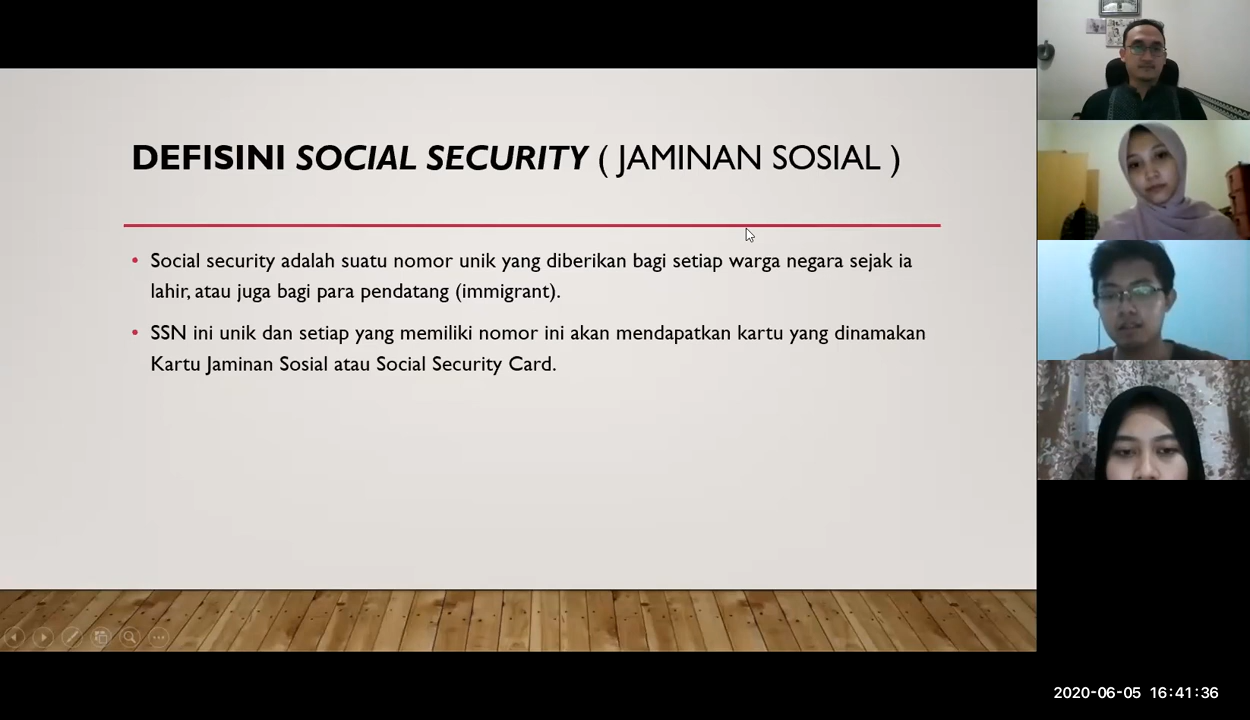 DEFISINI SOCIAL SECURITY ( JAMINAN SOSIAL )
• Social security adalah suatu nomor unik yang diberikan bagi setiap warga negara sejak ia
lahir, atau juga bagi para pendatang (immigrant).
• SSN ini unik dan setiap yang memiliki nomor ini akan mendapatkan kartu yang dinamakan
Kartu Jaminan Sosial atau Social Security Card.
2020-06-05 16:41:36